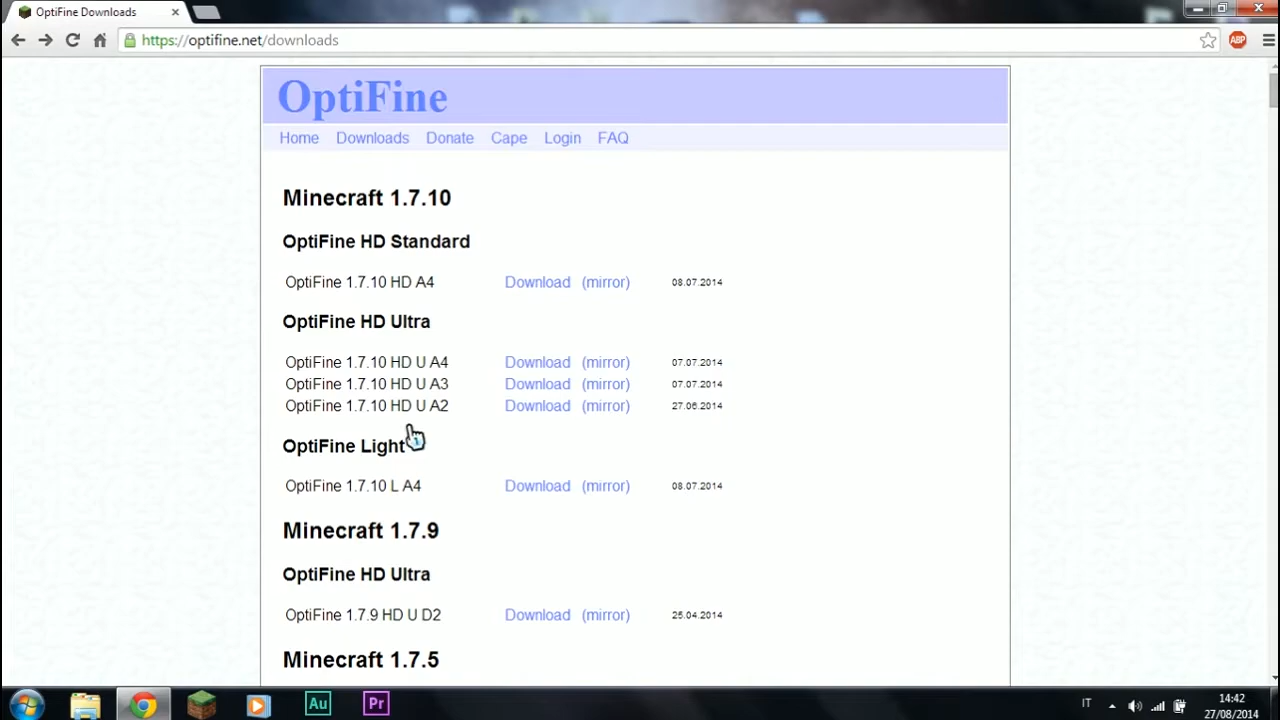 OptiFine Downloads
https://optifine.net/downloads
ABP
OptiFine
Home Downloads Donate Cape Login FAQ
Minecraft 1.7.10
OptiFine HD Standard
OptiFine 1.7.10 HD A4 Download (mirror) 08.07.2014
OptiFine HD Ultra
OptiFine 1.7.10 HD U A4 Download (mirror) 07.07.2014
OptiFine 1.7.10 HD U A3 Download (mirror) 07.07.2014
OptiFine 1.7.10 HD U A2 Download (mirror) 27.06.2014
OptiFine Light
OptiFine 1.7.10 L A4 Download (mirror) 08.07.2014
Minecraft 1.7.9
OptiFine HD Ultra
OptiFine 1.7.9 HD U D2 Download (mirror) 25.04.2014
Minecraft 1.7.5
Au Pr IT 14:42
27/08/2014